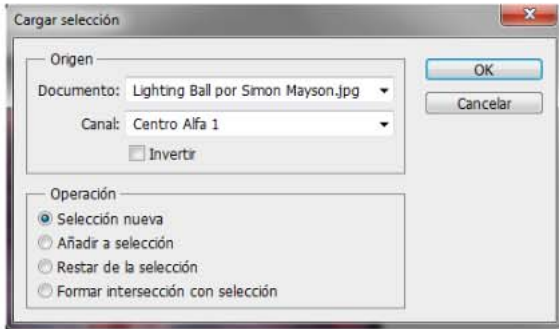 Cargar selección
Origen
Documento: Lighting Ball por Simon Mayson.jpg
Canal: Centro Alfa 1
Invertir
OK
Cancelar
Operación
Selección nueva
Añadir a selección
Restar de la selección
Formar intersección con selección